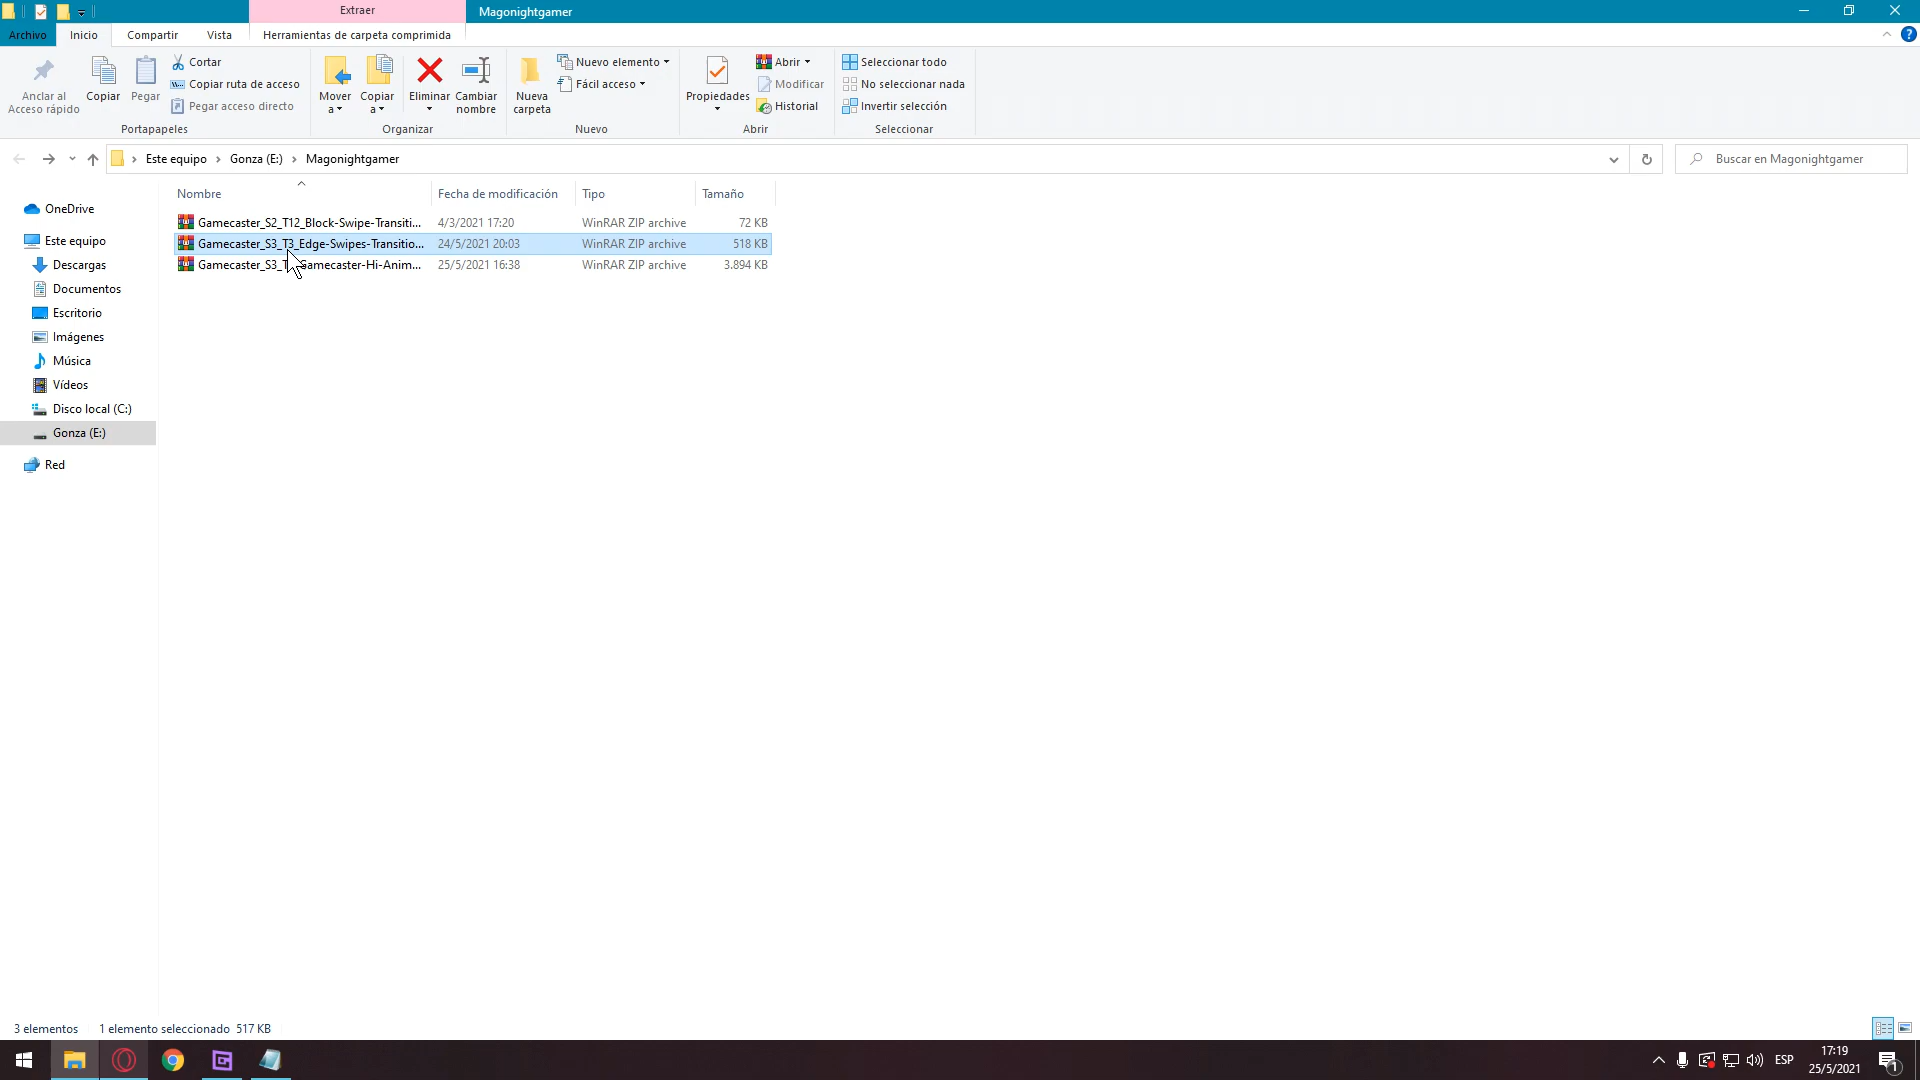 Extraer
Magonightgamer
Archivo
Inicio
Compartir
Vista
Herramientas de carpeta comprimida
Anclar al
Acceso rápido
Copiar
Pegar
Cortar
Copiar ruta de acceso
Pegar acceso directo
Portapapeles
Mover
a
Copiar
a
Eliminar
Cambiar
nombre
Organizar
Nueva
carpeta
Nuevo elemento
Fácil acceso
Nuevo
Propiedades
Abrir
Modificar
Historial
Abrir
Seleccionar todo
No seleccionar nada
Invertir selección
Seleccionar
Este equipo
Gonza (E:)
Magonightgamer
Buscar en Magonightgamer
Nombre
Fecha de modificación
Tipo
Tamaño
Gamecaster_S2_T12_Block-Swipe-Transiti...
4/3/2021 17:20
WinRAR ZIP archive
72 KB
Gamecaster_S3_T3_Edge-Swipes-Transitio...
24/5/2021 20:03
WinRAR ZIP archive
518 KB
Gamecaster_S3_T
Gamecaster-Hi-Anim...
25/5/2021 16:38
WinRAR ZIP archive
3.894 KB
OneDrive
Este equipo
Descargas
Documentos
Escritorio
Imágenes
Música
Vídeos
Disco local (C:)
Gonza (E:)
Red
3 elementos
1 elemento seleccionado 517 KB
ESP
17:19
25/5/2021
1